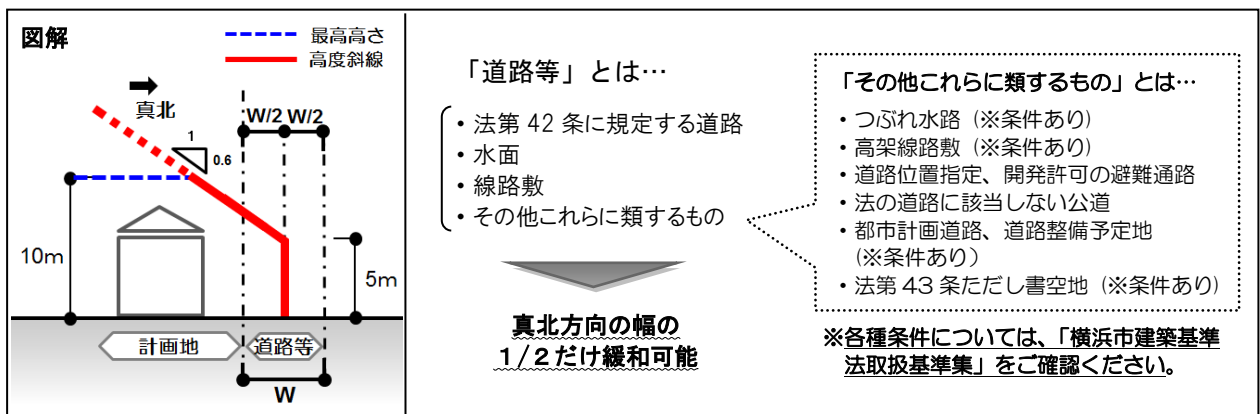 図解
最高高さ
高度斜線
真北
W/2 W/2
1
0.6
10m
5m
計画地
道路等
W
「道路等」とは…
・法第 42 条に規定する道路
・水面
・線路敷
・その他これらに類するもの
真北方向の幅の
1/2だけ緩和可能
「その他これらに類するもの」とは…
・つぶれ水路（※条件あり）
・高架線路敷（※条件あり）
・道路位置指定、開発許可の避難通路
・法の道路に該当しない公道
・都市計画道路、道路整備予定地
（※条件あり）
・法第 43 条ただし書空地（※条件あり）
※各種条件については、「横浜市建築基準
法取扱基準集」をご確認ください。